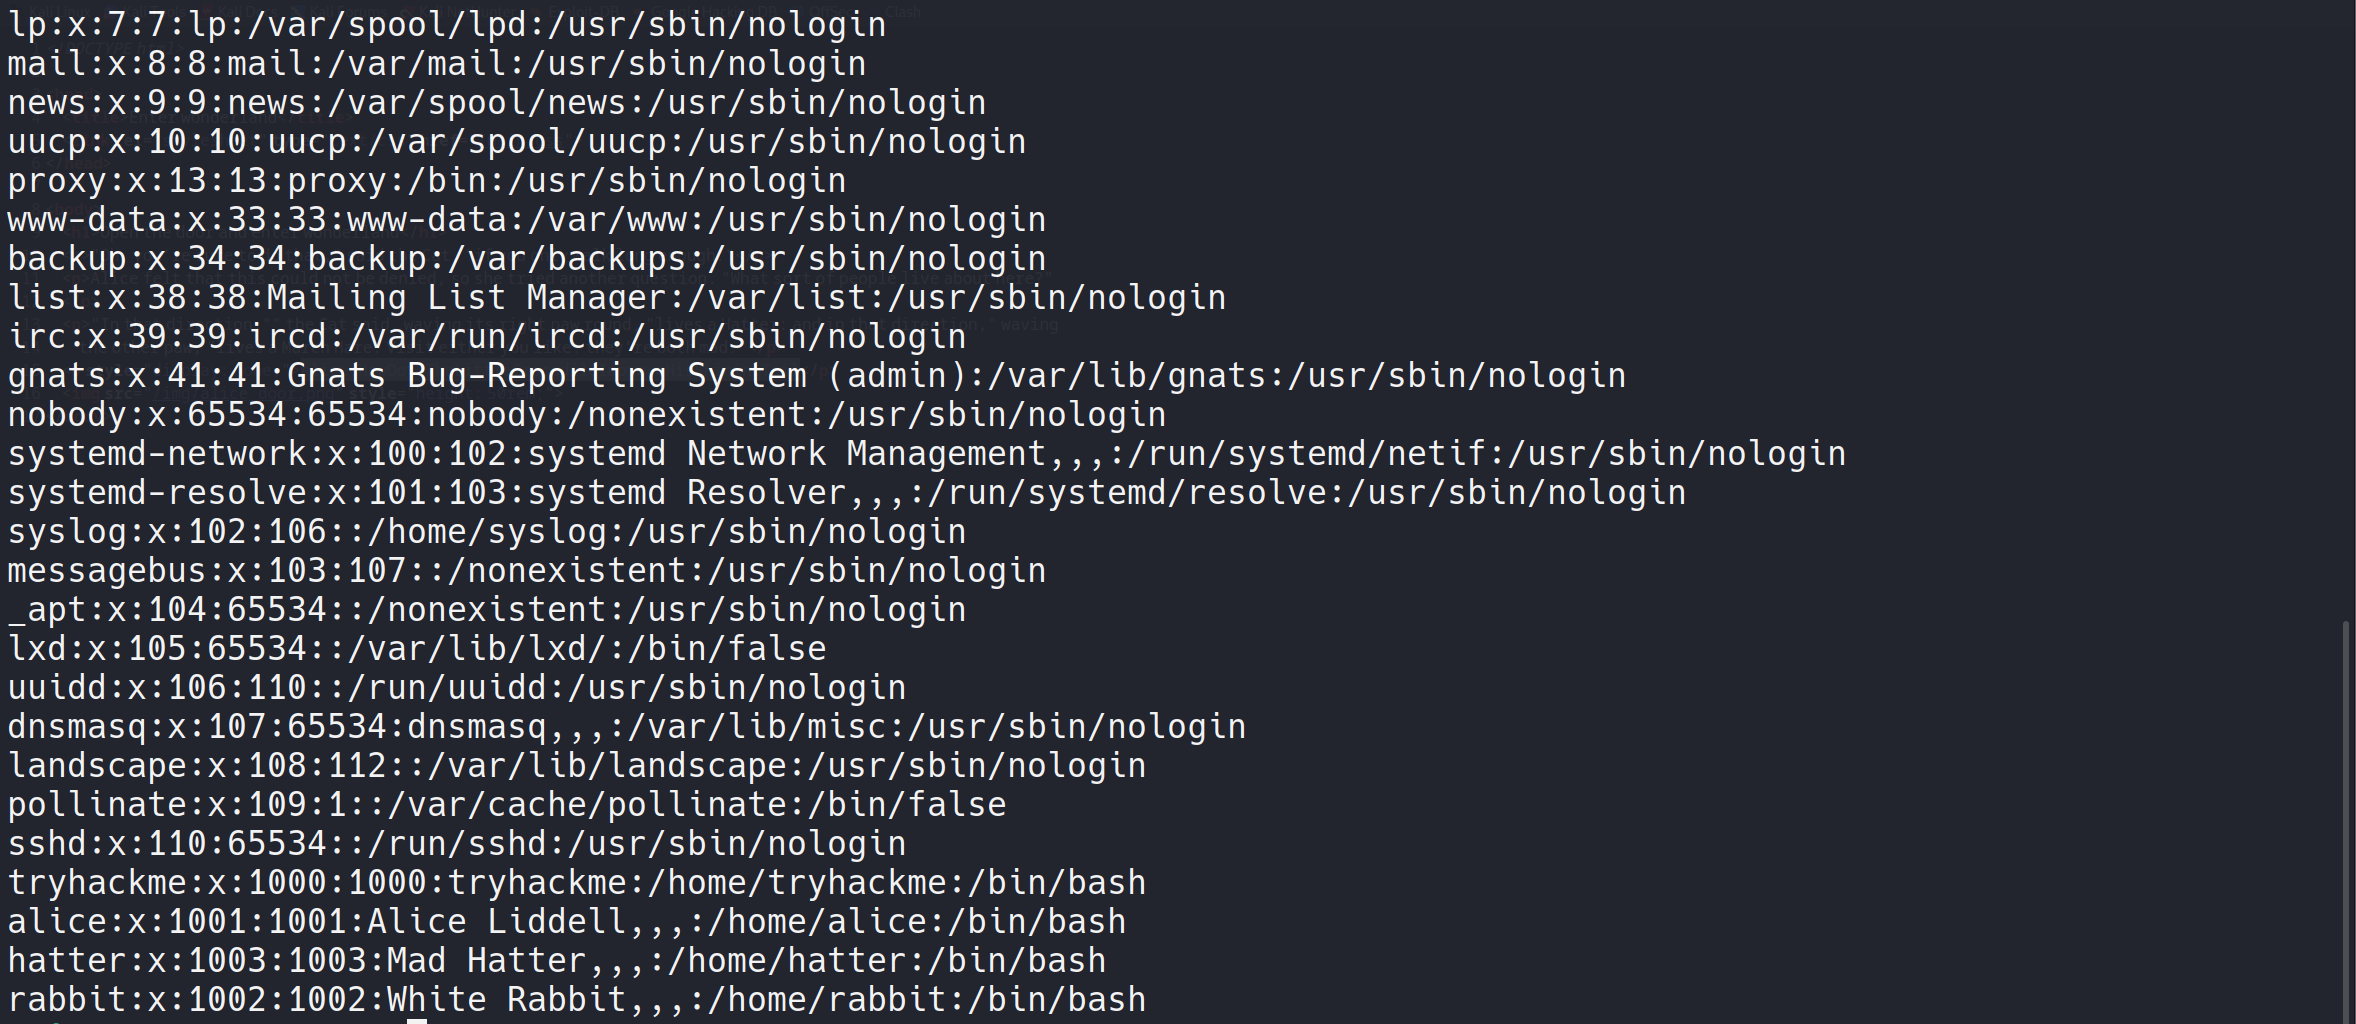 lp:x:7:7:lp:/var/spool/lpd:/usr/sbin/nologin
mail:x:8:8:mail:/var/mail:/usr/sbin/nologin
news:x:9:9:news:/var/spool/news:/usr/sbin/nologin
uucp:x:10:10:uucp:/var/spool/uucp:/usr/sbin/nologin
proxy:x:13:13:proxy:/bin:/usr/sbin/nologin
www-data:x:33:33:www-data:/var/www:/usr/sbin/nologin
backup:x:34:34:backup:/var/backups:/usr/sbin/nologin
list:x:38:38:Mailing List Manager:/var/list:/usr/sbin/nologin
irc:x:39:39:ircd:/var/run/ircd:/usr/sbin/nologin
gnats:x:41:41:Gnats Bug-Reporting System (admin):/var/lib/gnats:/usr/sbin/nologin
nobody:x:65534:65534:nobody:/nonexistent:/usr/sbin/nologin
systemd-network:x:100:102:systemd Network Management,,,:/run/systemd/netif:/usr/sbin/nologin
systemd-resolve:x:101:103:systemd Resolver,,,:/run/systemd/resolve:/usr/sbin/nologin
syslog:x:102:106::/home/syslog:/usr/sbin/nologin
messagebus:x:103:107::/nonexistent:/usr/sbin/nologin
_apt:x:104:65534::/nonexistent:/usr/sbin/nologin
lxd:x:105:65534::/var/lib/lxd/:/bin/false
uuidd:x:106:110::/run/uuidd:/usr/sbin/nologin
dnsmasq:x:107:65534:dnsmasq,,,:/var/lib/misc:/usr/sbin/nologin
landscape:x:108:112::/var/lib/landscape:/usr/sbin/nologin
pollinate:x:109:1::/var/cache/pollinate:/bin/false
sshd:x:110:65534::/run/sshd:/usr/sbin/nologin
tryhackme:x:1000:1000:tryhackme:/home/tryhackme:/bin/bash
alice:x:1001:1001:Alice Liddell,,,:/home/alice:/bin/bash
hatter:x:1003:1003:Mad Hatter,,,:/home/hatter:/bin/bash
rabbit:x:1002:1002:White Rabbit,,,:/home/rabbit:/bin/bash